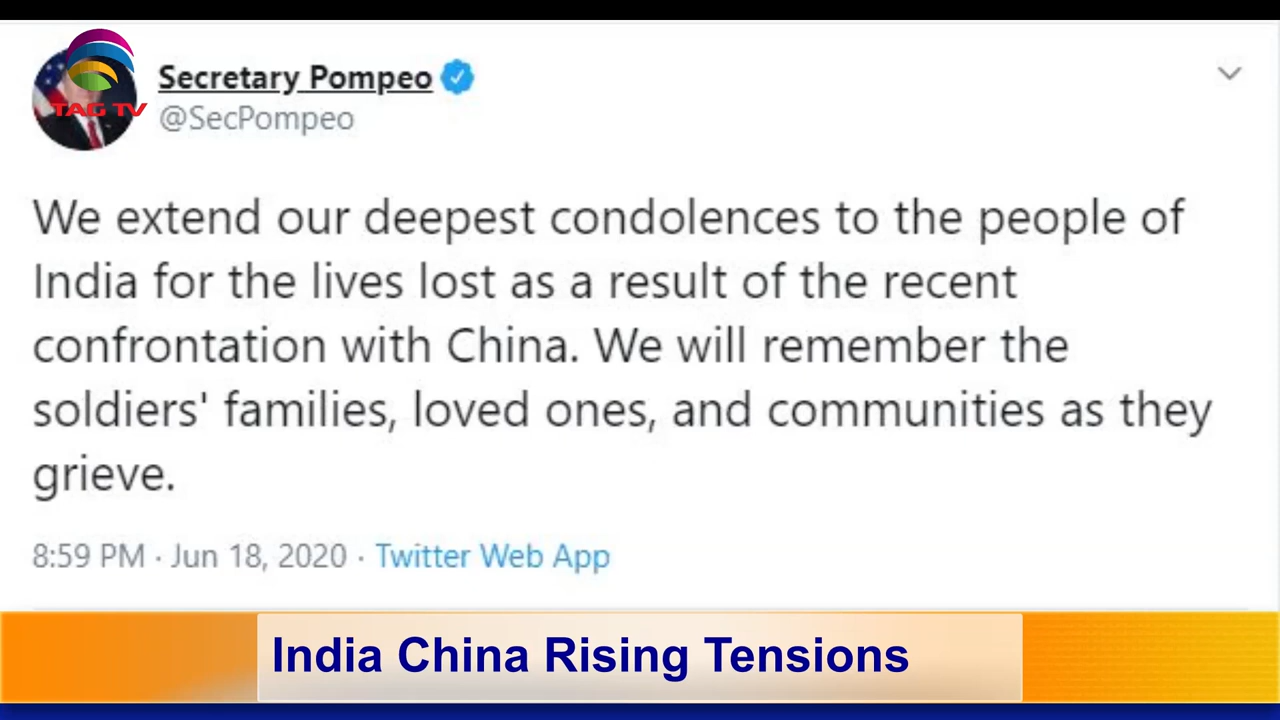 TAG TV
Secretary Pompeo
@SecPompeo
We extend our deepest condolences to the people of
India for the lives lost as a result of the recent
confrontation with China. We will remember the
soldiers' families, loved ones, and communities as they
grieve.
8:59 PM · Jun 18, 2020 · Twitter Web App
India China Rising Tensions